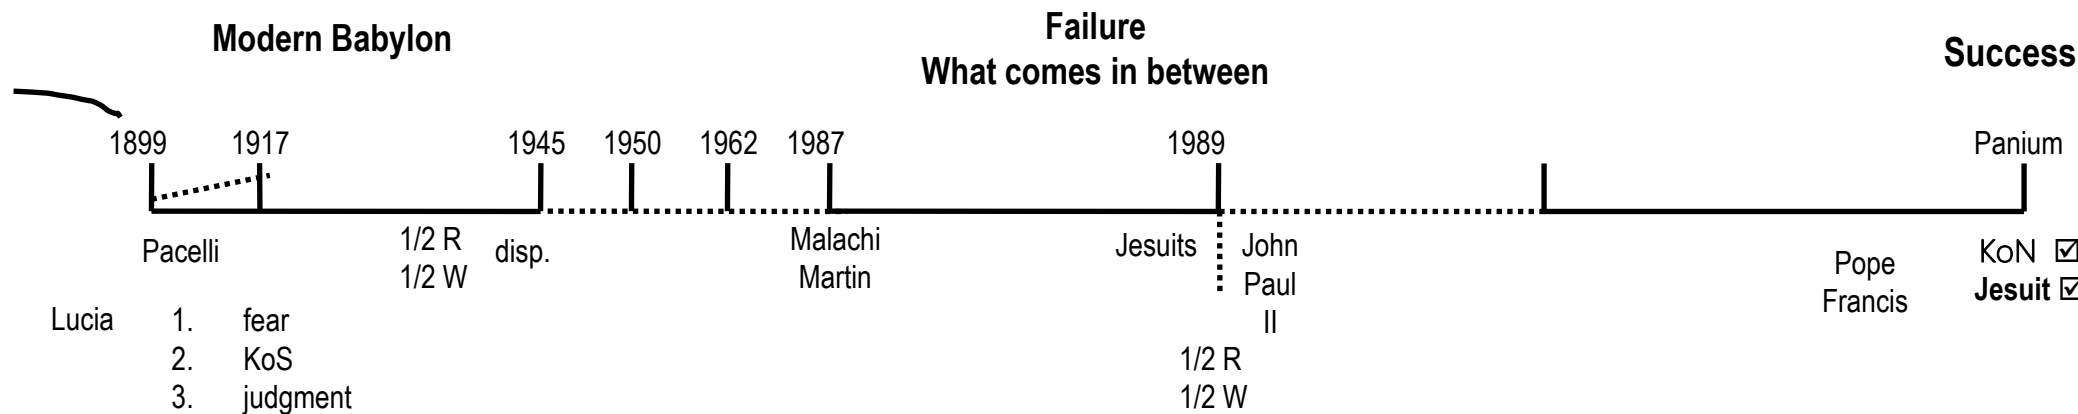 Modern Babylon
Failure
What comes in between
Success
1899 1917 1945 1950 1962 1987 1989 Panium
Pacelli
1/2 R
1/2 W
disp.
Malachi
Martin
Jesuits
John
Paul
II
1/2 R
1/2 W
Pope
Francis
KoN ☑
Jesuit ☑
Lucia 1. fear
2. KoS
3. judgment